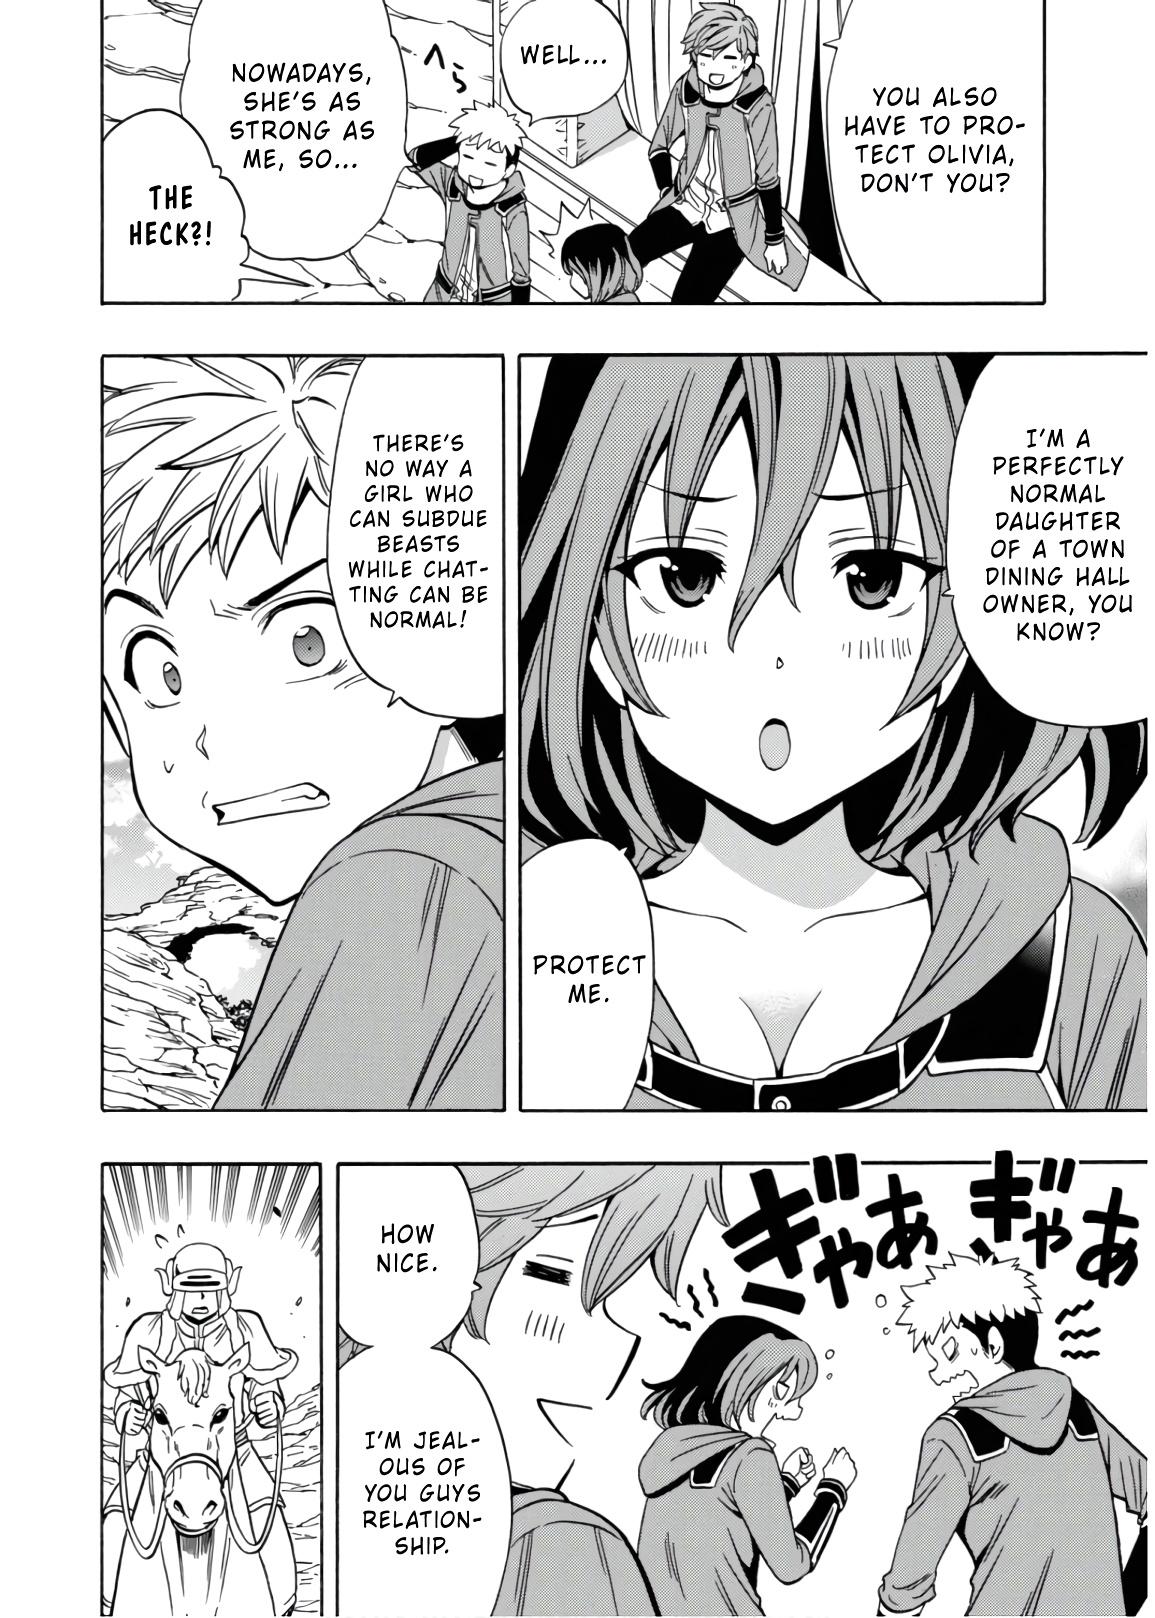 YOU ALSO
HAVE TO PRO-
TECT OLIVIA,
DON'T YOU?
WELL...
へら
NOWADAYS,
SHE'S AS
STRONG AS
ME, SO...
THE
HECK?!
I'M A
PERFECTLY
NORMAL
DAUGHTER
OF A TOWN
DINING HALL
OWNER, YOU
KNOW?
PROTECT
ME.
THERE'S
NO WAY A
GIRL WHO
CAN SUBDUE
BEASTS
WHILE CHAT-
TING CAN BE
NORMAL!
ぎゃあ
ぎゃあ
HOW
NICE.
I'M JEAL-
OUS OF
YOU GUYS
RELATION-
SHIP.